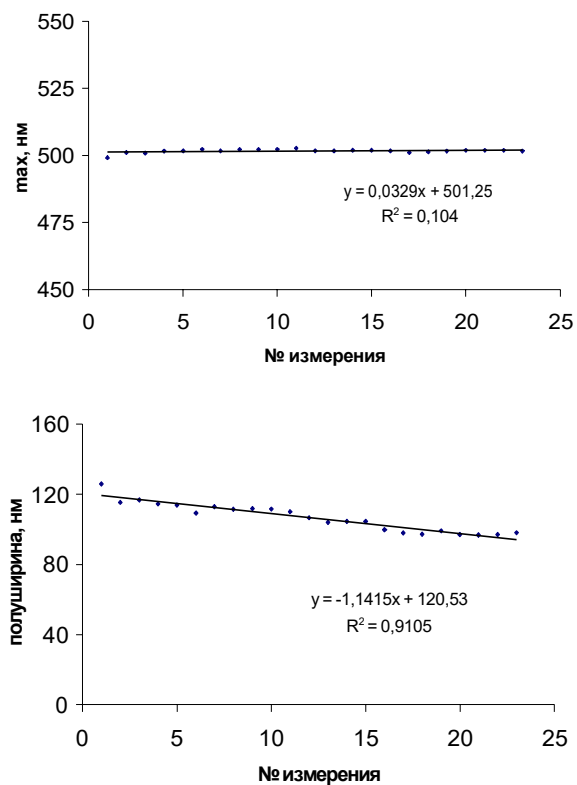 550
525
500
475
450
max, нм
y = 0,0329x + 501,25
R² = 0,104
0 5 10 15 20 25
№ измерения
160
120
80
40
0
полуширина, нм
y = -1,1415x + 120,53
R² = 0,9105
0 5 10 15 20 25
№ измерения